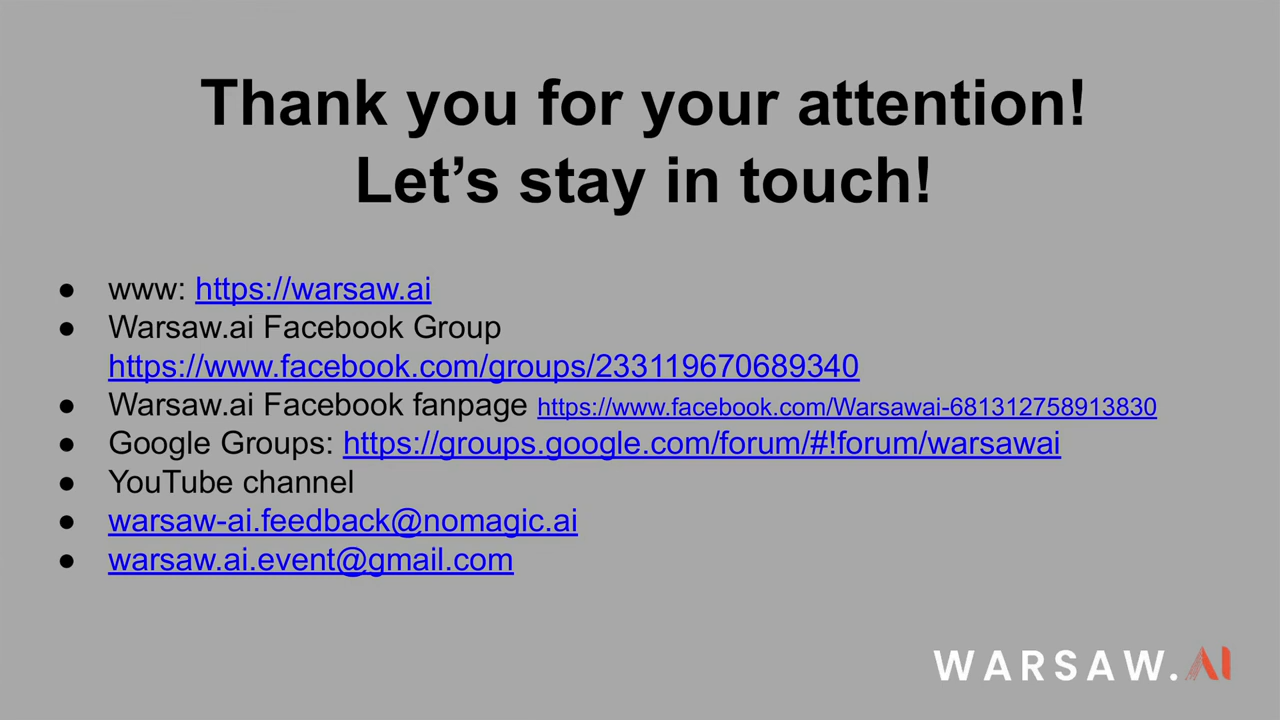 Thank you for your attention!
Let’s stay in touch!
● www: https://warsaw.ai
● Warsaw.ai Facebook Group
https://www.facebook.com/groups/233119670689340
● Warsaw.ai Facebook fanpage https://www.facebook.com/Warsawai-681312758913830
● Google Groups: https://groups.google.com/forum/#!forum/warsawai
● YouTube channel
● warsaw-ai.feedback@nomagic.ai
● warsaw.ai.event@gmail.com
WARSAW.AI